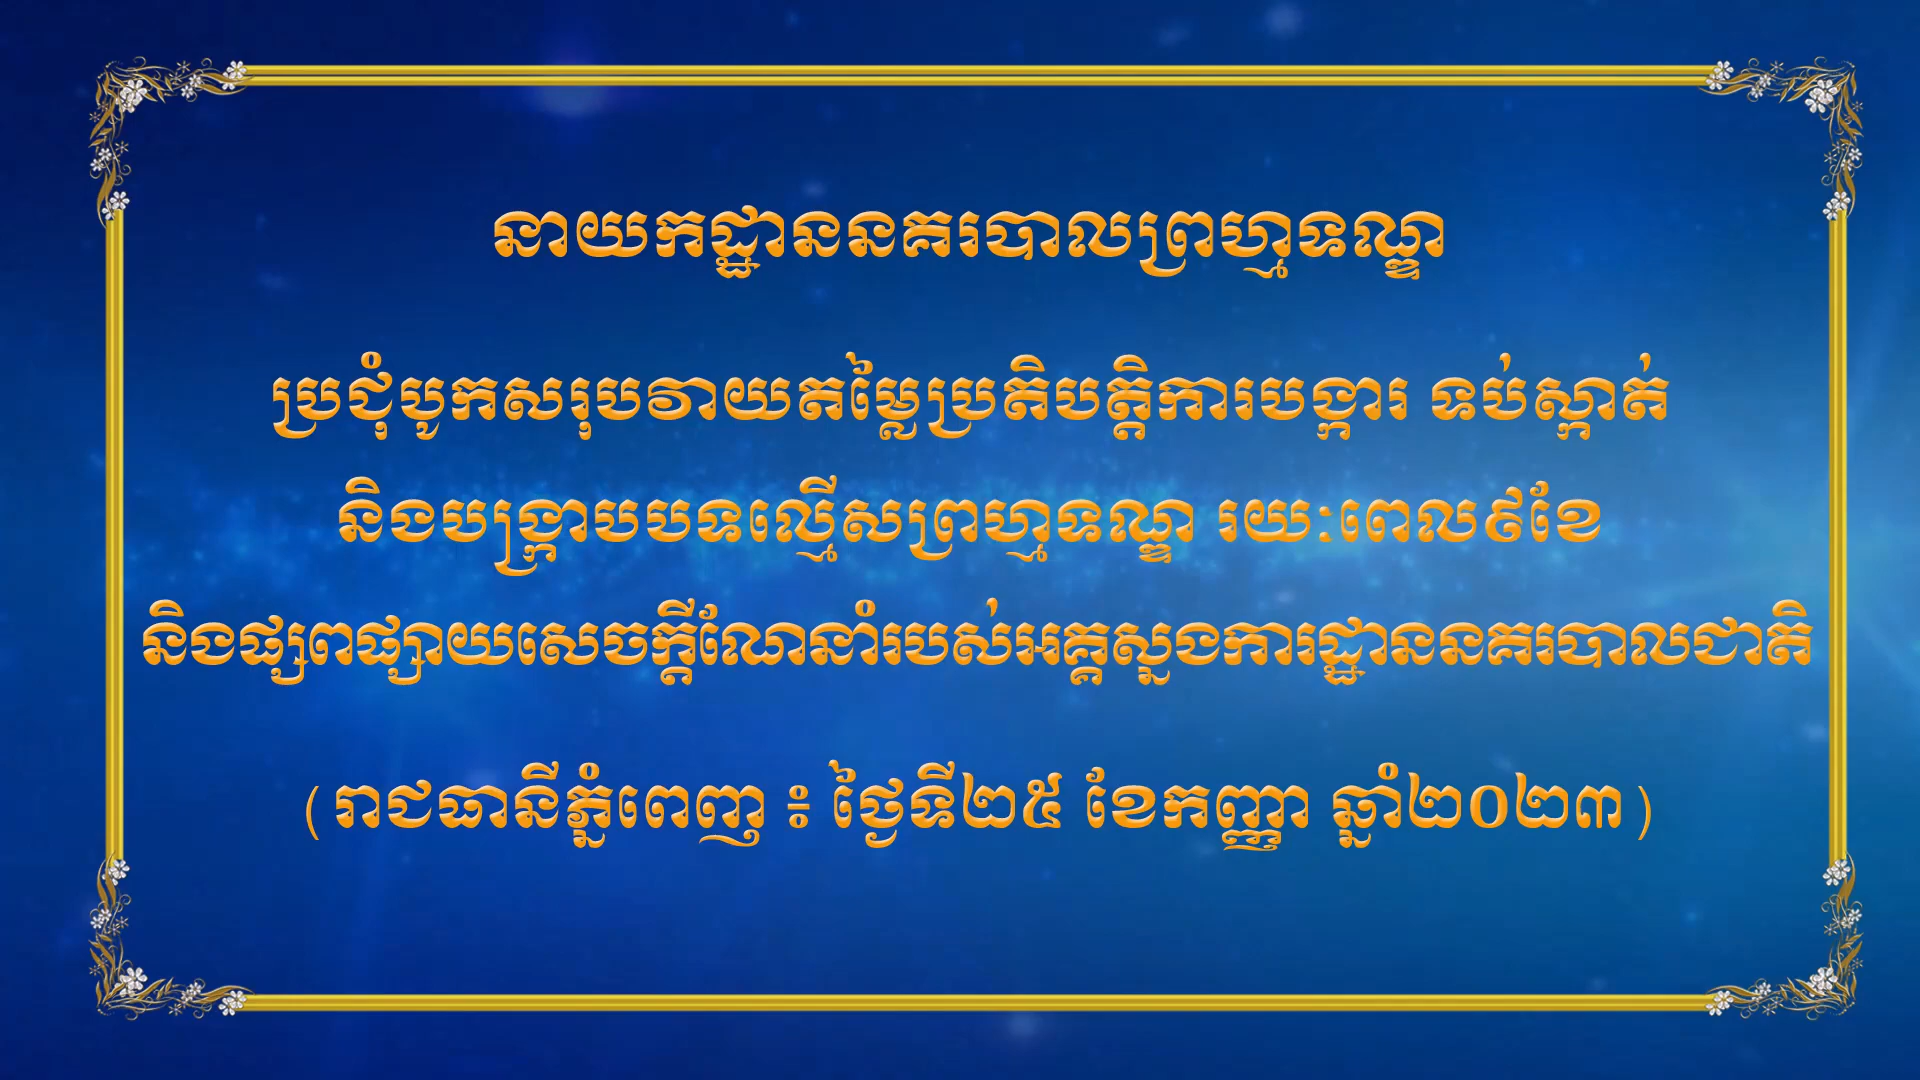 នាយកដ្ឋាននគរបាលព្រហ្មទណ្ឌ
ប្រជុំបូកសរុបវាយតម្លៃប្រតិបត្តិការបង្ការ ទប់ស្កាត់
និងបង្ក្រាបបទល្មើសព្រហ្មទណ្ឌ រយៈពេល៩ខែ
និងផ្សព្វផ្សាយសេចក្តីណែនាំរបស់អគ្គស្នងការដ្ឋាននគរបាលជាតិ
(រាជធានីភ្នំពេញ ៖ ថ្ងៃទី២៥ ខែកញ្ញា ឆ្នាំ២០២៣)